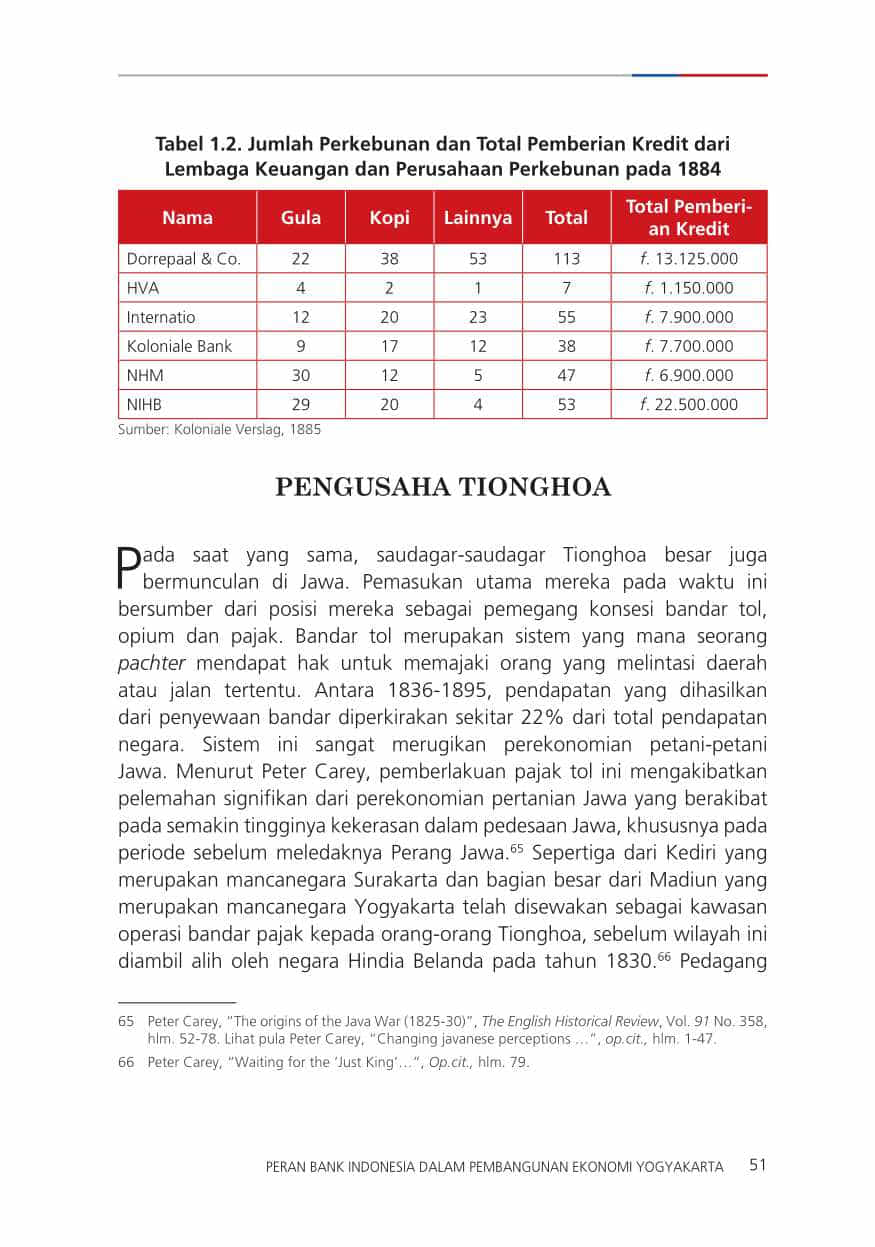 Tabel 1.2. Jumlah Perkebunan dan Total Pemberian Kredit dari
Lembaga Keuangan dan Perusahaan Perkebunan pada 1884
Nama Gula Kopi Lainnya Total Total Pemberi-
an Kredit
Dorrepaal & Co. 22 38 53 113 f. 13.125.000
HVA 4 2 1 7 f. 1.150.000
Internatio 12 20 23 55 f. 7.900.000
Koloniale Bank 9 17 12 38 f. 7.700.000
NHM 30 12 5 47 f. 6.900.000
NIHB 29 20 4 53 f. 22.500.000
Sumber: Koloniale Verslag, 1885
PENGUSAHA TIONGHOA
Pada saat yang sama, saudagar-saudagar Tionghoa besar juga
bermunculan di Jawa. Pemasukan utama mereka pada waktu ini
bersumber dari posisi mereka sebagai pemegang konsesi bandar tol,
opium dan pajak. Bandar tol merupakan sistem yang mana seorang
pachter mendapat hak untuk memajaki orang yang melintasi daerah
atau jalan tertentu. Antara 1836-1895, pendapatan yang dihasilkan
dari penyewaan bandar diperkirakan sekitar 22% dari total pendapatan
negara. Sistem ini sangat merugikan perekonomian petani-petani
Jawa. Menurut Peter Carey, pemberlakuan pajak tol ini mengakibatkan
pelemahan signifikan dari perekonomian pertanian Jawa yang berakibat
pada semakin tingginya kekerasan dalam pedesaan Jawa, khususnya pada
periode sebelum meledaknya Perang Jawa.65 Sepertiga dari Kediri yang
merupakan mancanegara Surakarta dan bagian besar dari Madiun yang
merupakan mancanegara Yogyakarta telah disewakan sebagai kawasan
operasi bandar pajak kepada orang-orang Tionghoa, sebelum wilayah ini
diambil alih oleh negara Hindia Belanda pada tahun 1830.66 Pedagang
65 Peter Carey, “The origins of the Java War (1825-30)”, The English Historical Review, Vol. 91 No. 358,
hlm. 52-78. Lihat pula Peter Carey, “Changing javanese perceptions …”, op.cit., hlm. 1-47.
66 Peter Carey, “Waiting for the ‘Just King’…”, Op.cit., hlm. 79.
PERAN BANK INDONESIA DALAM PEMBANGUNAN EKONOMI YOGYAKARTA 51